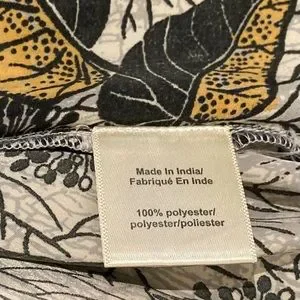 Made In India/
Fabriqué En Inde
100% polyester/
polyester/poliester